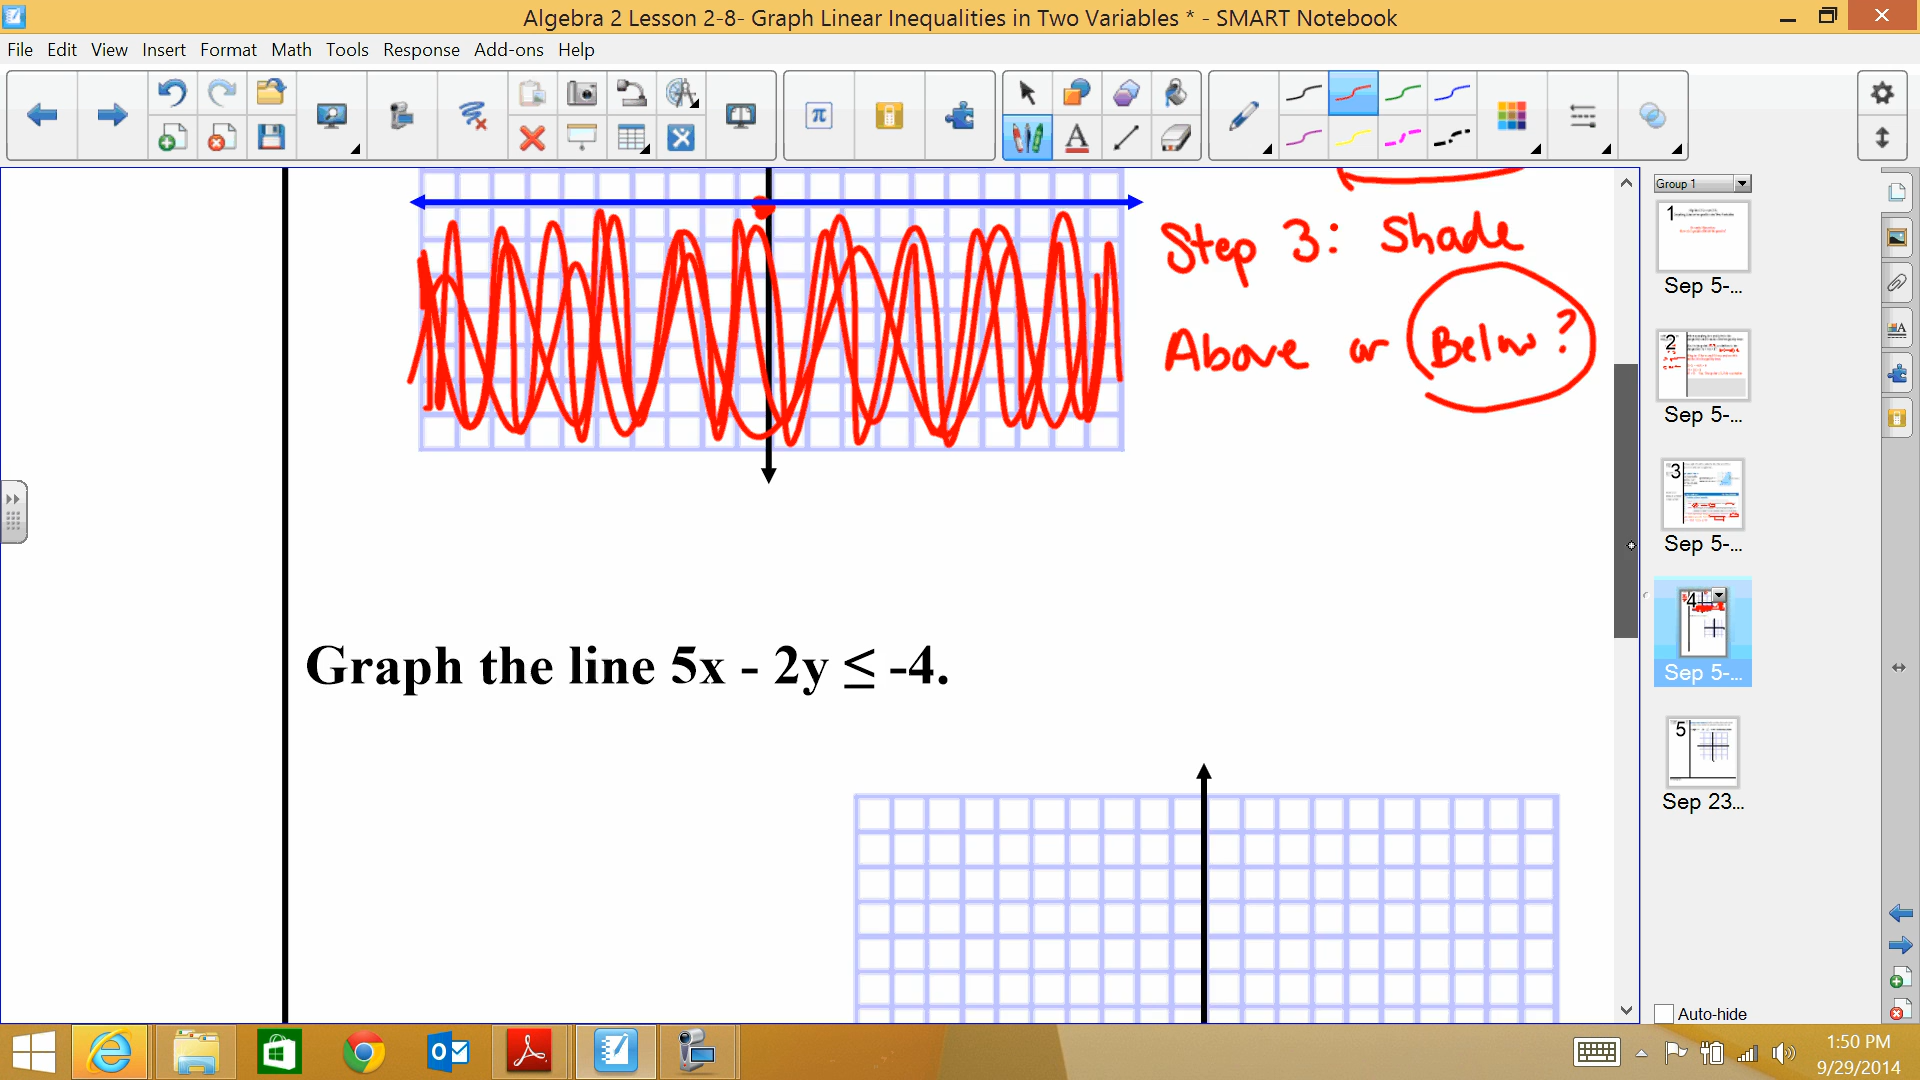 Algebra 2 Lesson 2-8- Graph Linear Inequalities in Two Variables * - SMART Notebook
File Edit View Insert Format Math Tools Response Add-ons Help
Step 3: Shade
Above or Below?
Graph the line 5x - 2y ≤ -4.
Group 1
1
Sep 5-...
2
Sep 5-...
3
Sep 5-...
4
Sep 5-...
5
Sep 23...
Auto-hide
1:50 PM
9/29/2014